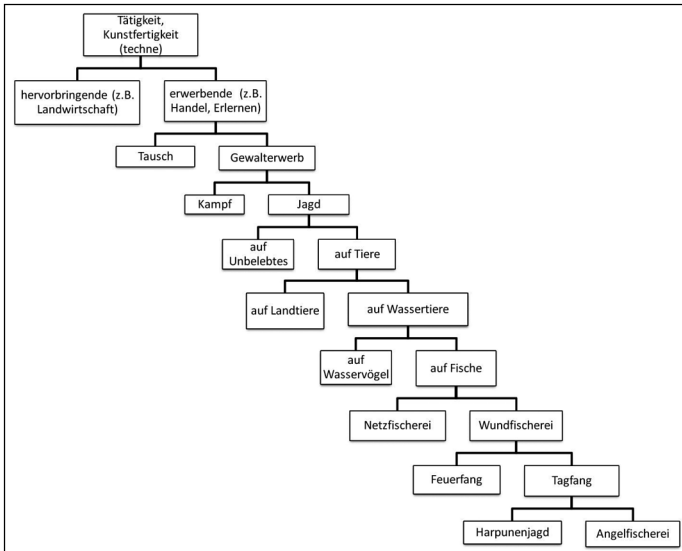 Tätigkeit,
Kunstfertigkeit
(techne)
hervorbringende (z.B.
Landwirtschaft)
erwerbende (z.B.
Handel, Erlernen)
Tausch
Gewalterwerb
Kampf
Jagd
auf
Unbelebtes
auf Tiere
auf Landtiere
auf Wassertiere
auf
Wasservögel
auf Fische
Netzfischerei
Wundfischerei
Feuerfang
Tagfang
Harpunenjagd
Angelfischerei